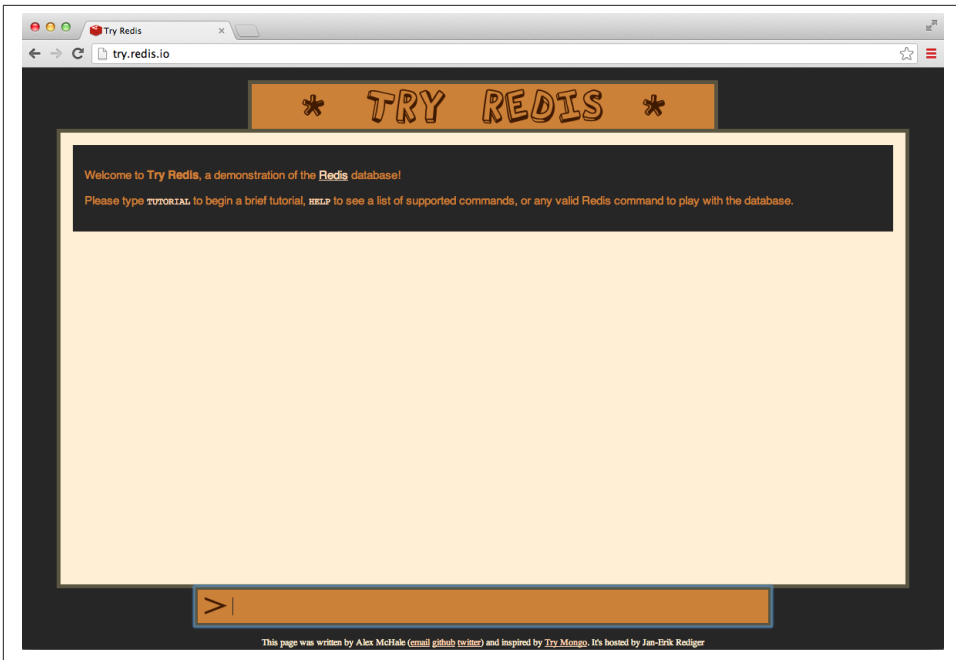 Try Redis
try.redis.io
* TRY REDIS *
Welcome to Try Redis, a demonstration of the Redis database!
Please type TUTORIAL to begin a brief tutorial, HELP to see a list of supported commands, or any valid Redis command to play with the database.
>
This page was written by Alex McHale (email github twitter) and inspired by Try Mongo. It's hosted by Jan-Erik Rediger